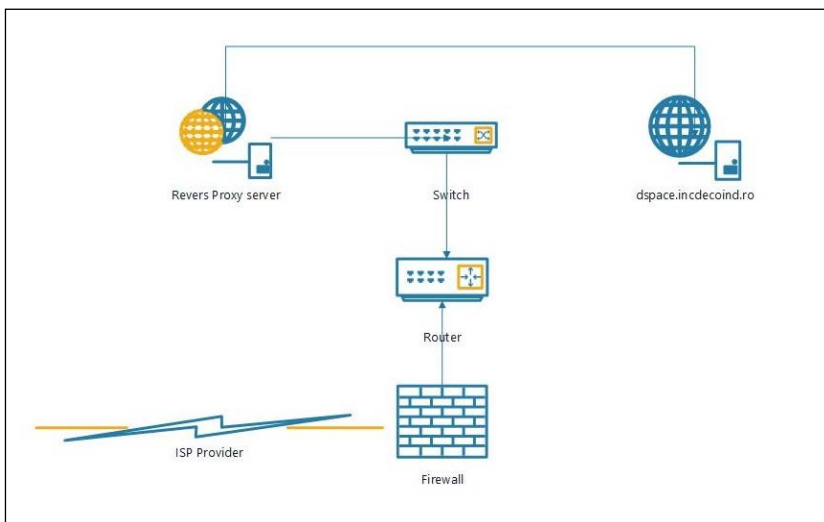 Revers Proxy server
Switch
dspace.incdecoind.ro
Router
ISP Provider
Firewall